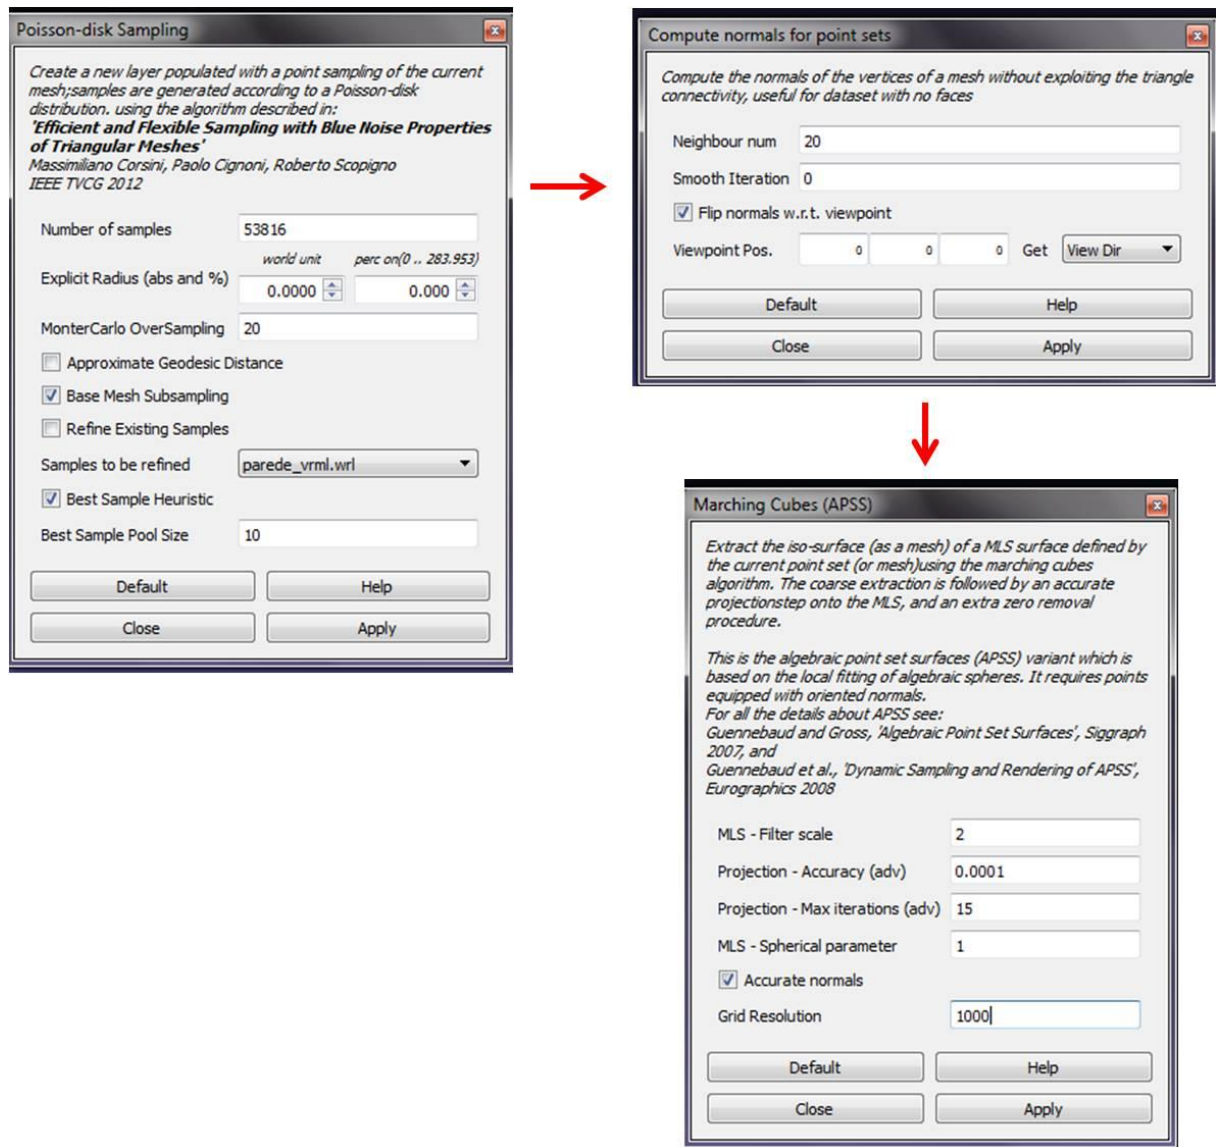 Poisson-disk Sampling
Create a new layer populated with a point sampling of the current
mesh;samples are generated according to a Poisson-disk
distribution. using the algorithm described in:
'Efficient and Flexible Sampling with Blue Noise Properties
of Triangular Meshes'
Massimiliano Corsini, Paolo Cignoni, Roberto Scopigno
IEEE TVCG 2012
Number of samples 53816
world unit perc on(0 .. 283.953)
Explicit Radius (abs and %) 0.0000 0.000
MonterCarlo OverSampling 20
Approximate Geodesic Distance
Base Mesh Subsampling
Refine Existing Samples
Samples to be refined parede_vrml.wrl
Best Sample Heuristic
Best Sample Pool Size 10
Default Help
Close Apply
Compute normals for point sets
Compute the normals of the vertices of a mesh without exploiting the triangle
connectivity, useful for dataset with no faces
Neighbour num 20
Smooth Iteration 0
Flip normals w.r.t. viewpoint
Viewpoint Pos. 0 0 0 Get View Dir
Default Help
Close Apply
Marching Cubes (APSS)
Extract the iso-surface (as a mesh) of a MLS surface defined by
the current point set (or mesh)using the marching cubes
algorithm. The coarse extraction is followed by an accurate
projectionstep onto the MLS, and an extra zero removal
procedure.
This is the algebraic point set surfaces (APSS) variant which is
based on the local fitting of algebraic spheres. It requires points
equipped with oriented normals.
For all the details about APSS see:
Guennebaud and Gross, 'Algebraic Point Set Surfaces', Siggraph
2007, and
Guennebaud et al., 'Dynamic Sampling and Rendering of APSS',
Eurographics 2008
MLS - Filter scale 2
Projection - Accuracy (adv) 0.0001
Projection - Max iterations (adv) 15
MLS - Spherical parameter 1
Accurate normals
Grid Resolution 1000
Default Help
Close Apply